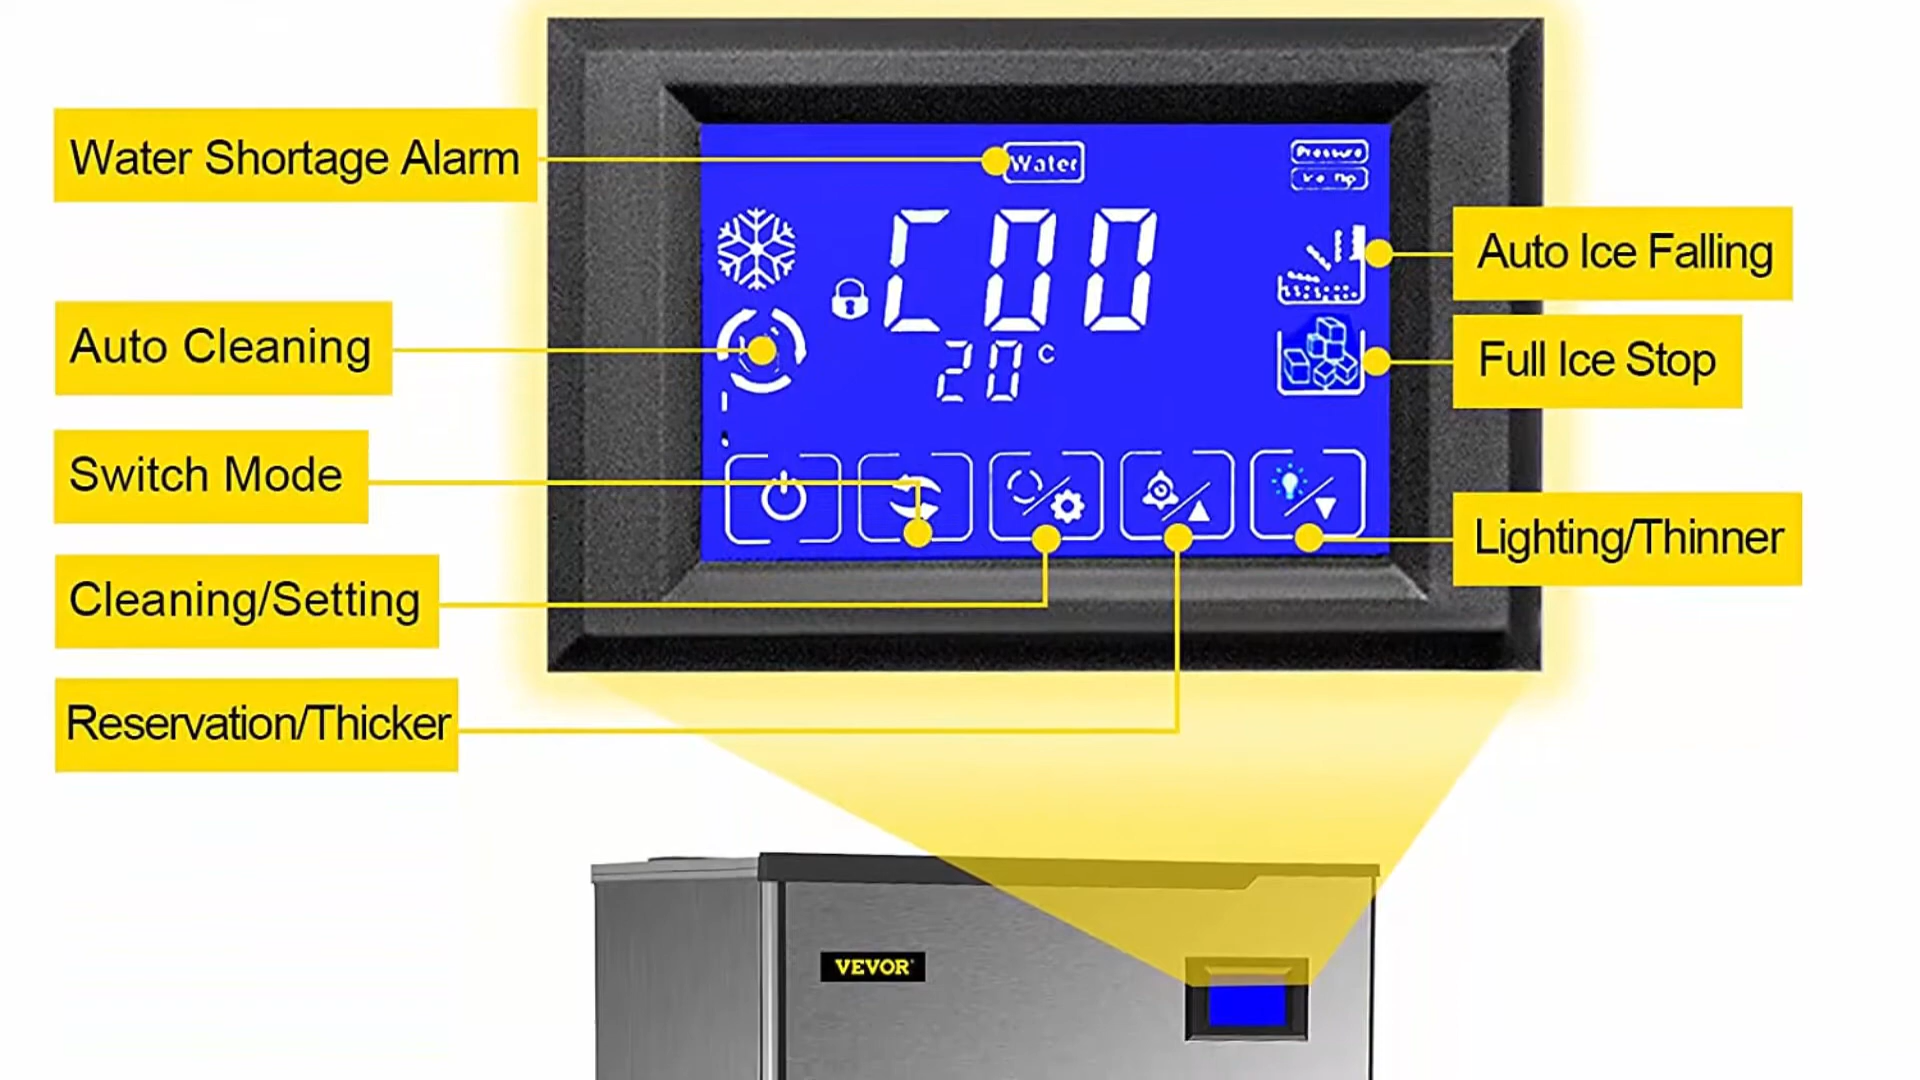 Water Shortage Alarm
Water
Pressure
Auto Ice Falling
C00
Auto Cleaning
20 C
Full Ice Stop
Switch Mode
Lighting/Thinner
Cleaning/Setting
Reservation/Thicker
VEVOR